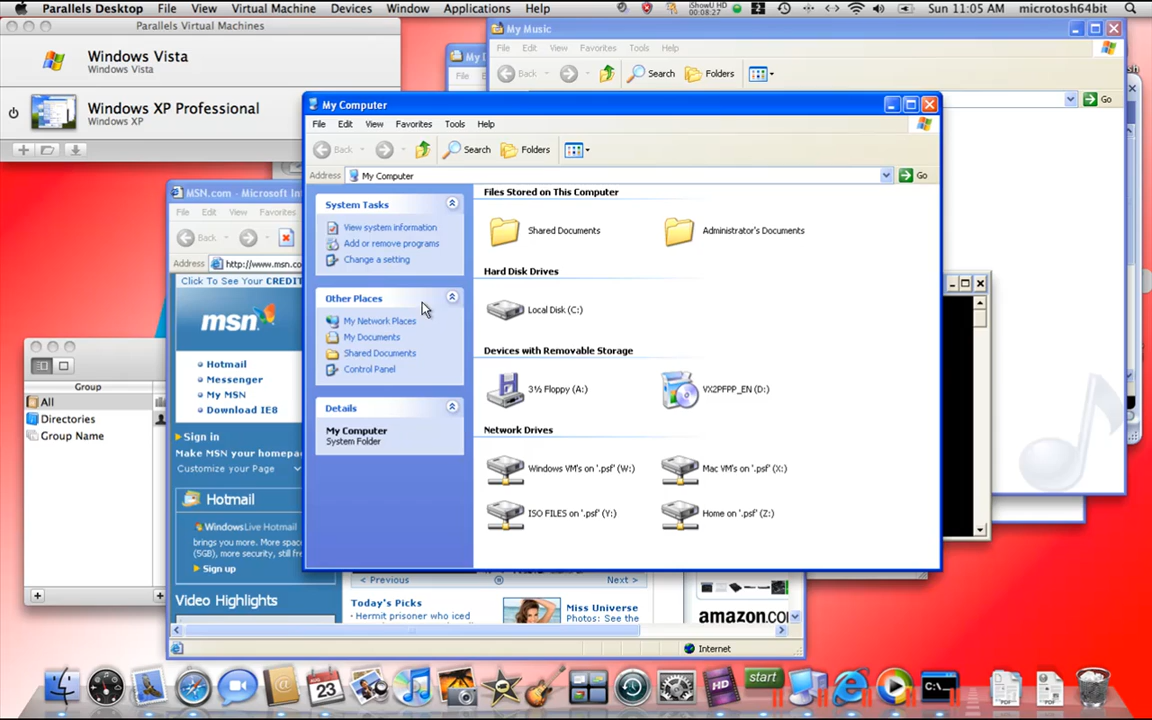 Parallels Desktop File View Virtual Machine Devices Window Applications Music Help
iShowU HD
00:08:27
Sun 11:05 AM microtosh64bit
Parallels Virtual Machines
Windows Vista
Windows Vista
Windows XP Professional
Windows XP
My Music
File Edit View Favorites Tools Help
Back Search Folders
Go
My Computer
File Edit View Favorites Tools Help
Back Search Folders
Address My Computer Go
System Tasks
View system information
Add or remove programs
Change a setting
Other Places
My Network Places
My Documents
Shared Documents
Control Panel
Details
My Computer
System Folder
Files Stored on This Computer
Shared Documents Administrator's Documents
Hard Disk Drives
Local Disk (C:)
Devices with Removable Storage
3½ Floppy (A:) VX2PFPP_EN (D:)
Network Drives
Windows VM's on '.psf' (W:) Mac VM's on '.psf' (X:)
ISO FILES on '.psf' (Y:) Home on '.psf' (Z:)
MSN.com - Microsoft Int
File Edit View Favorites
Back
Address http://www.msn.co
Click To See Your CREDIT
msn
Hotmail
Messenger
My MSN
Download IE8
Sign in
Make MSN your homepa
Customize your Page
Hotmail
WindowsLive Hotmail
brings you more. More spac
(5GB), more security, still fre
Sign up
Video Highlights
Previous Next >
Today's Picks
Hermit prisoner who iced
Miss Universe
Photos: See the
amazon.co
Internet
Group
All
Directories
Group Name
23
HD
start
C:\
PDF
PDF